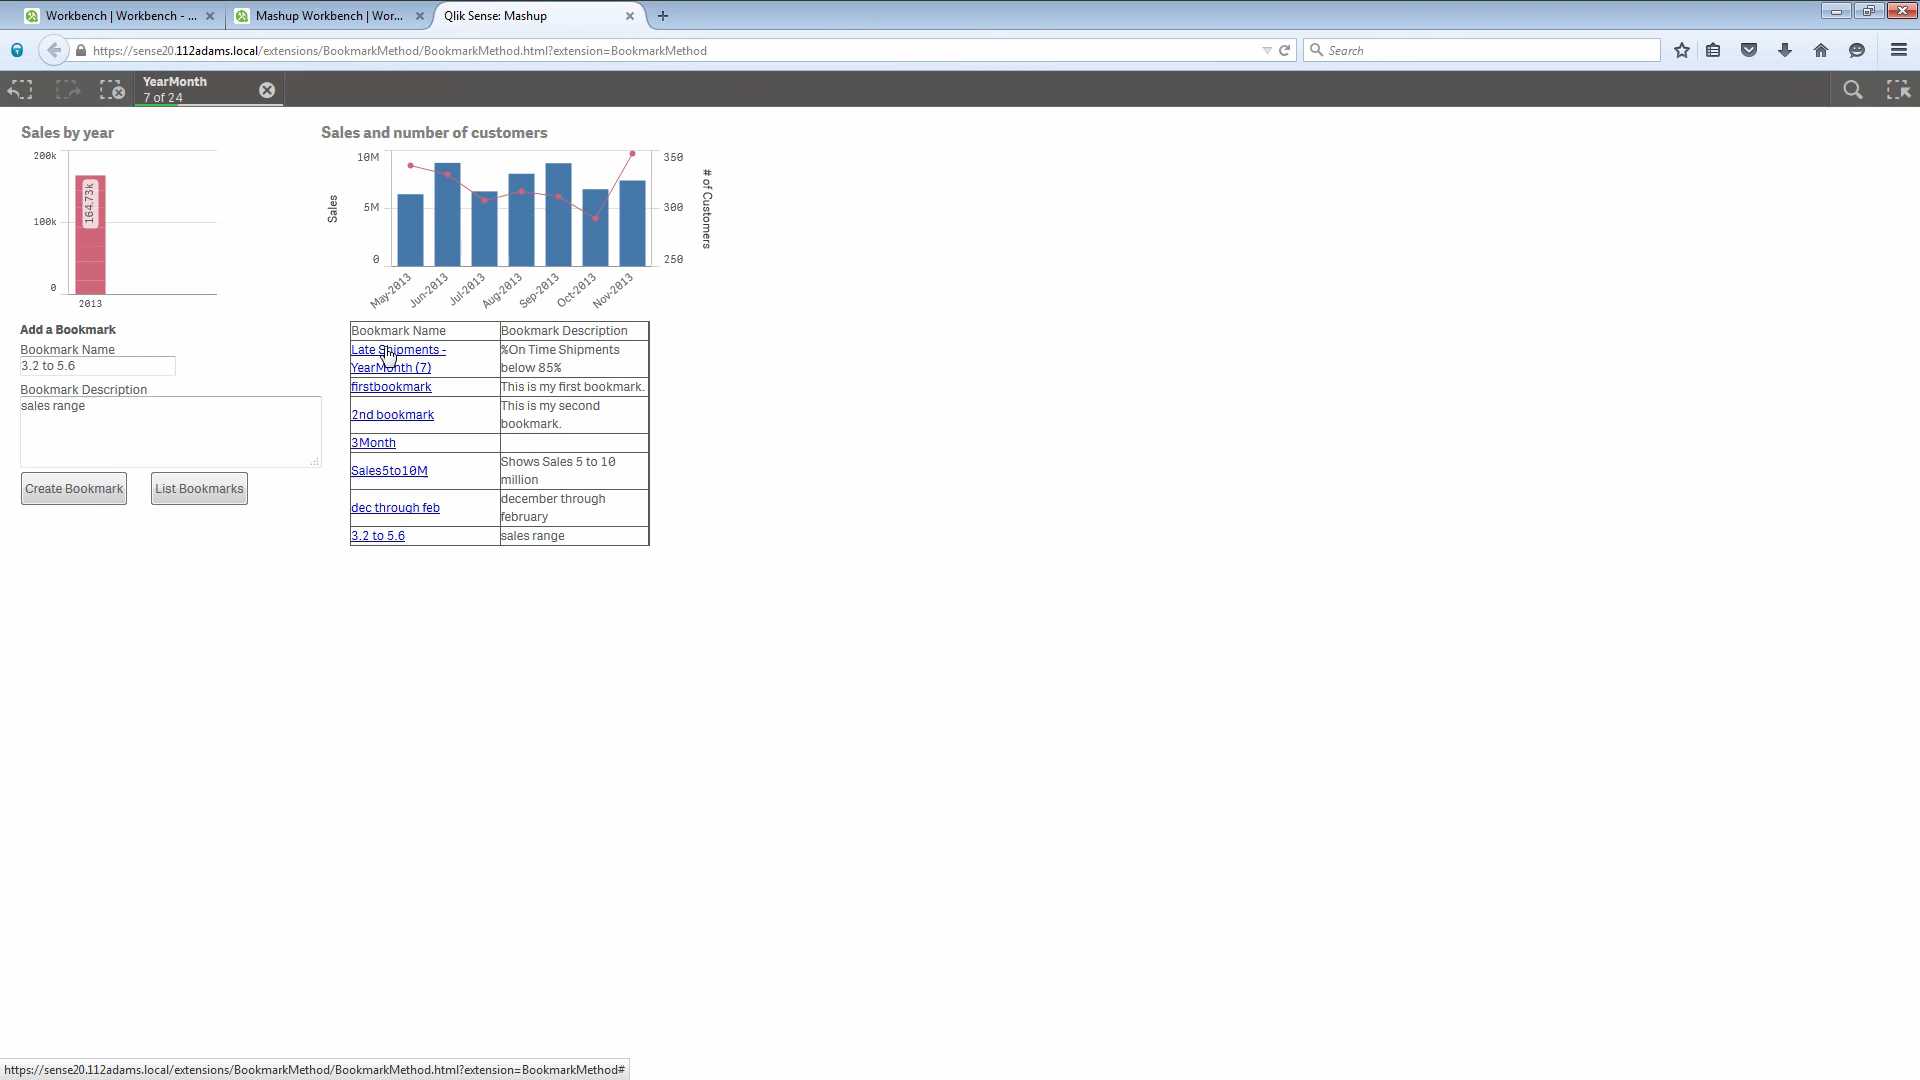 Workbench | Workbench - ...
Mashup Workbench | Wor...
Qlik Sense: Mashup
https://sense20.112adams.local/extensions/BookmarkMethod/BookmarkMethod.html?extension=BookmarkMethod
Search
YearMonth
7 of 24
Sales by year
200k
100k
0
164.73k
2013
Sales and number of customers
10M
5M
0
Sales
350
300
250
# of Customers
May-2013
Jun-2013
Jul-2013
Aug-2013
Sep-2013
Oct-2013
Nov-2013
Add a Bookmark
Bookmark Name
3.2 to 5.6
Bookmark Description
sales range
Create Bookmark
List Bookmarks
Bookmark Name
Bookmark Description
Late Shipments -
YearMonth (7)
%On Time Shipments
below 85%
firstbookmark
This is my first bookmark.
2nd bookmark
This is my second
bookmark.
3Month
Sales5to10M
Shows Sales 5 to 10
million
dec through feb
december through
february
3.2 to 5.6
sales range
https://sense20.112adams.local/extensions/BookmarkMethod/BookmarkMethod.html?extension=BookmarkMethod#